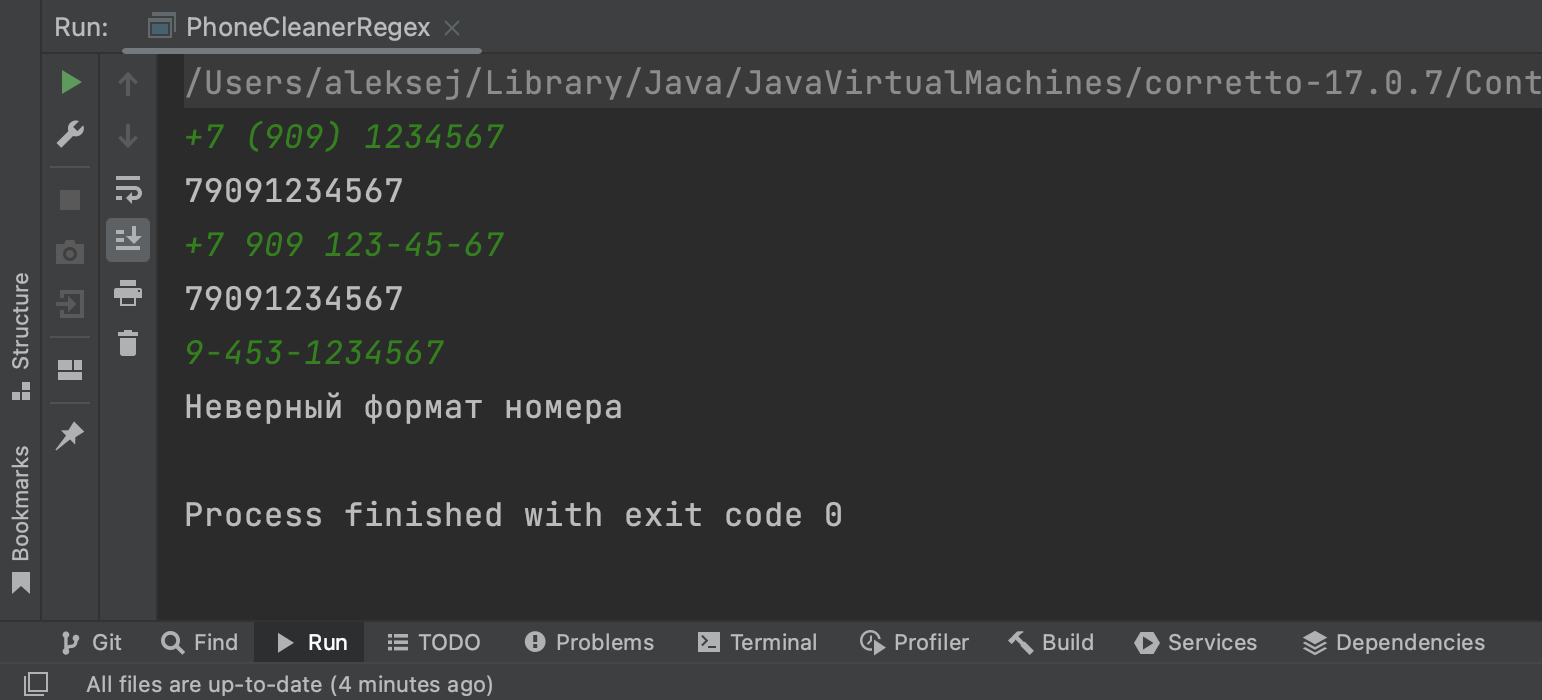 Run: PhoneCleanerRegex
/Users/aleksej/Library/Java/JavaVirtualMachines/corretto-17.0.7/Cont
+7 (909) 1234567
79091234567
+7 909 123-45-67
79091234567
9-453-1234567
Неверный формат номера
Process finished with exit code 0
Structure
Bookmarks
Git Find Run TODO Problems Terminal Profiler Build Services Dependencies
All files are up-to-date (4 minutes ago)